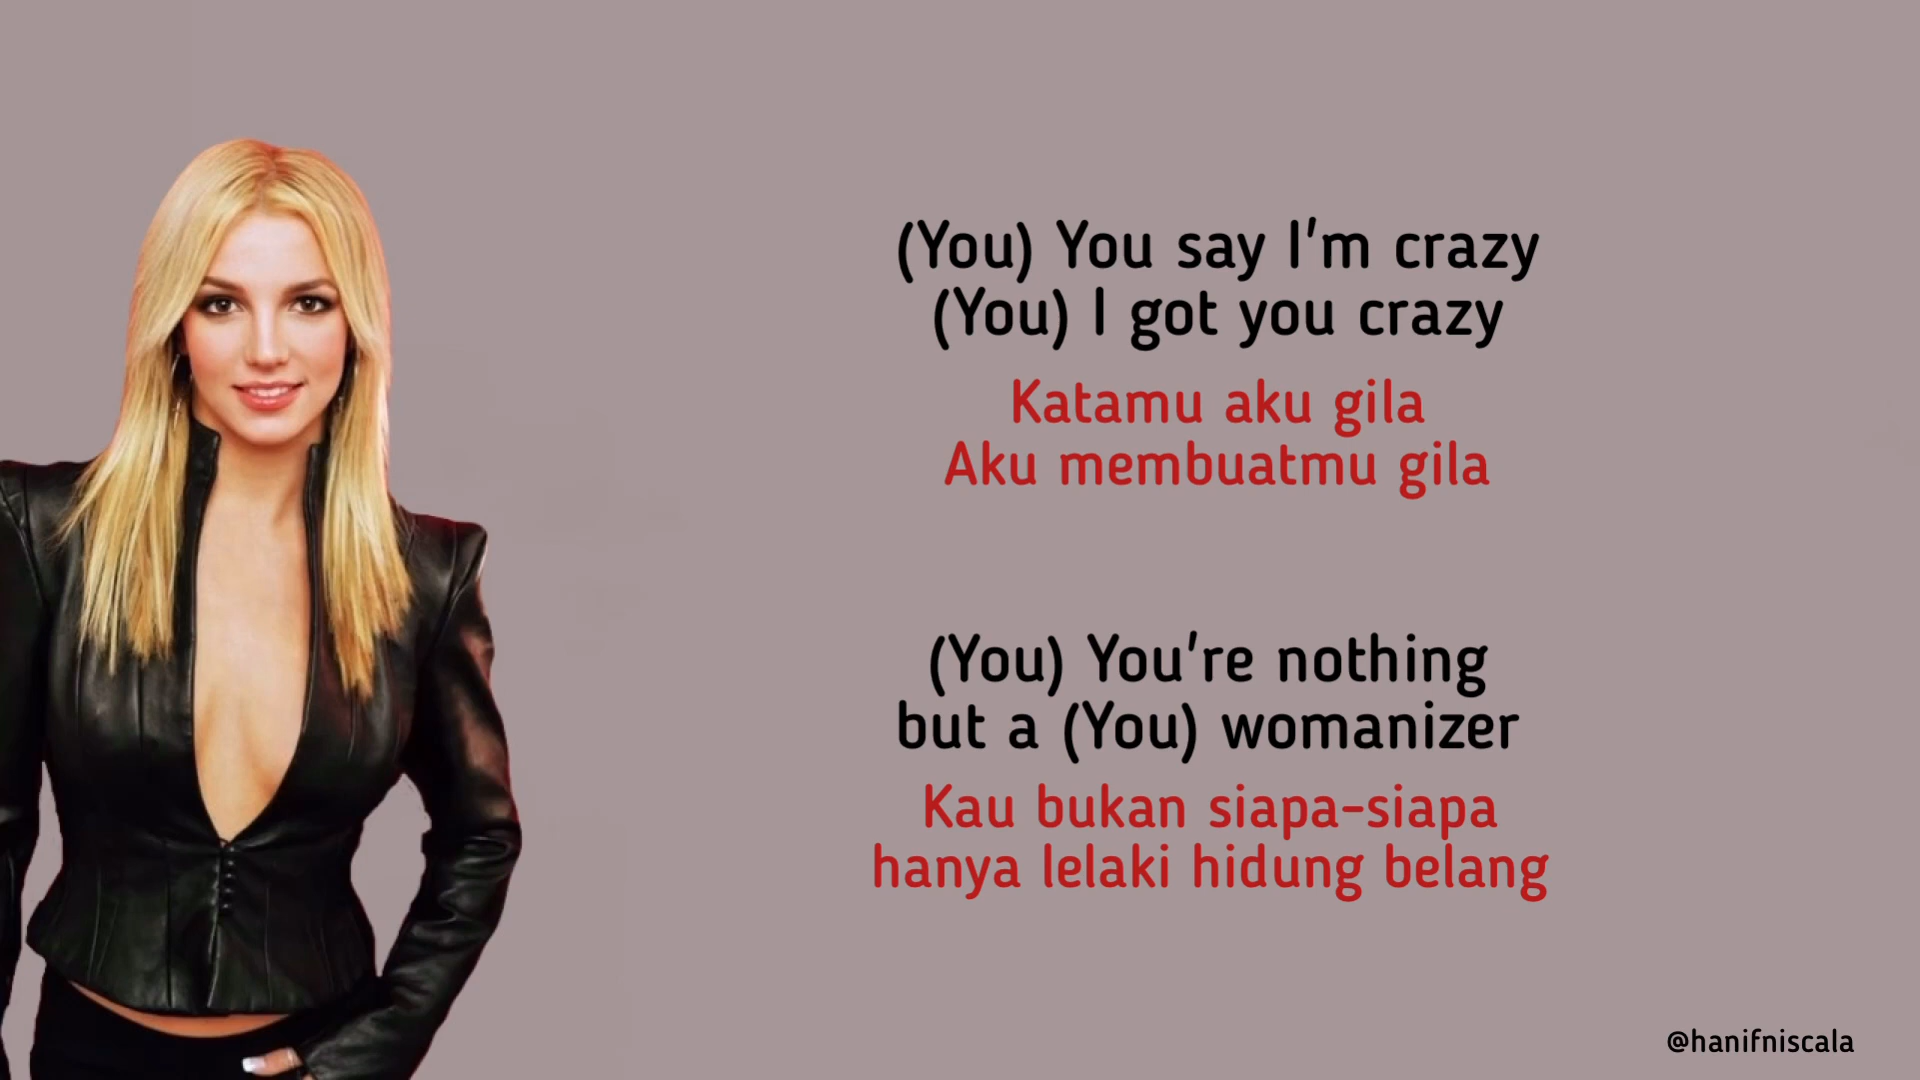 (You) You say I'm crazy
(You) I got you crazy
Katamu aku gila
Aku membuatmu gila
(You) You're nothing
but a (You) womanizer
Kau bukan siapa-siapa
hanya lelaki hidung belang
@hanifniscala